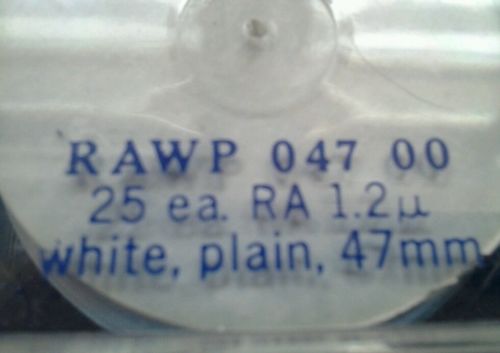 RAWP 047 00
25 ea. RA 1.2µ
white, plain, 47mm